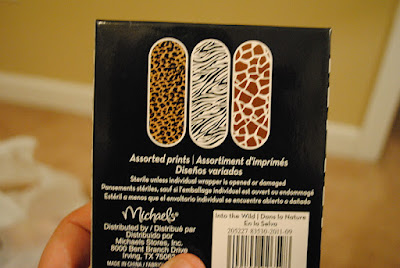 Assorted prints | Assortiment d'imprimés
Diseños variados
Sterile unless individual wrapper is opened or damaged
Pansements stériles, sauf si l'emballage individuel est ouvert ou endommagé
Estéril a menos que el envoltorio individual se encuentre abierto o dañado
Michaels
Distributed by / Distribué par
Distribuido por
Michaels Stores, Inc.
8000 Bent Branch Drive
Irving, TX
MADE IN CHINA /
Into the Wild | Dans la Nature
En la Selva